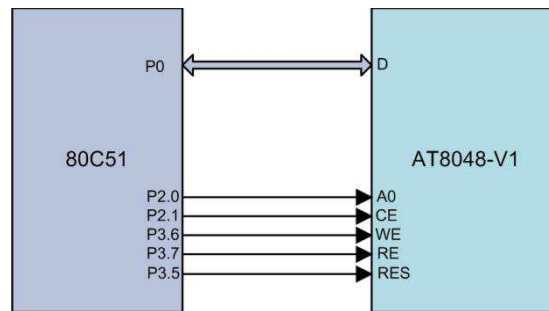 P0 D
80C51 AT8048-V1
P2.0 A0
P2.1 CE
P3.6 WE
P3.7 RE
P3.5 RES